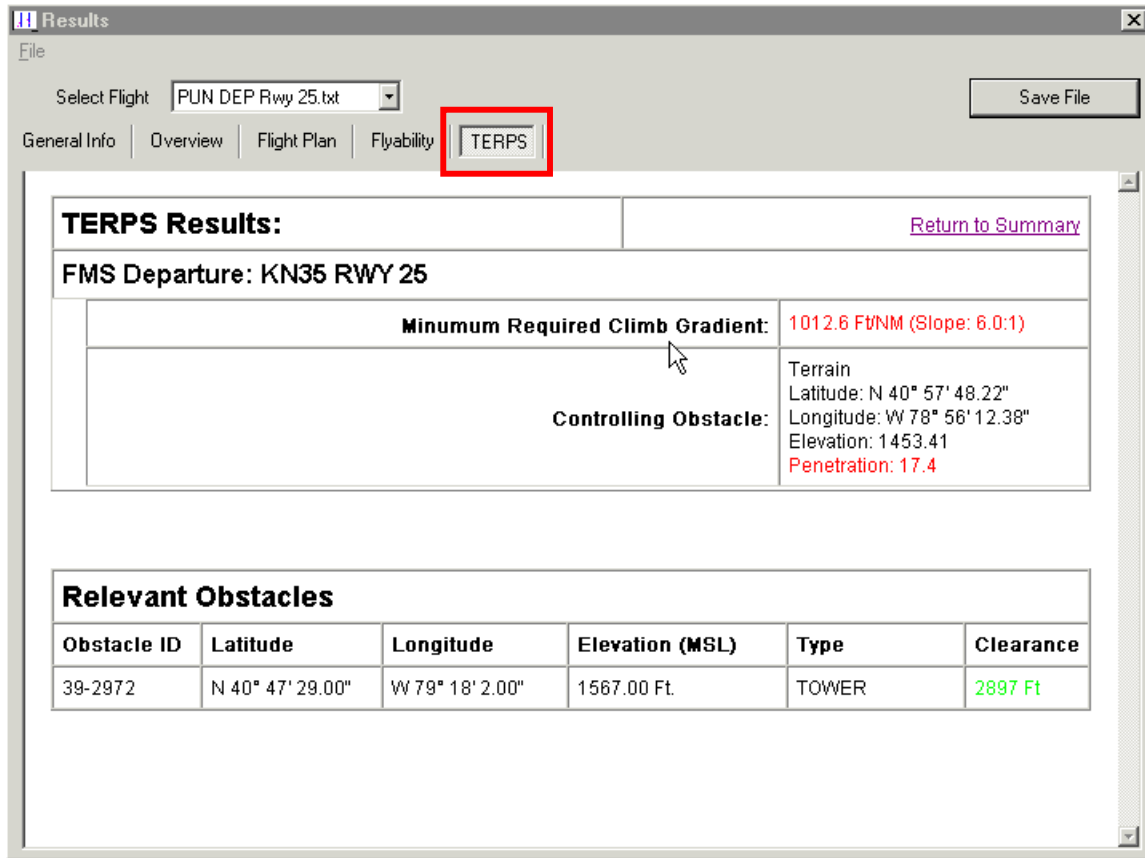 Results
File
Select Flight PUN DEP Rwy 25.txt Save File
General Info Overview Flight Plan Flyability TERPS
TERPS Results: Return to Summary
FMS Departure: KN35 RWY 25
Minumum Required Climb Gradient: 1012.6 Ft/NM (Slope: 6.0:1)
Controlling Obstacle:
Terrain
Latitude: N 40° 57' 48.22"
Longitude: W 78° 56' 12.38"
Elevation: 1453.41
Penetration: 17.4
Relevant Obstacles
Obstacle ID Latitude Longitude Elevation (MSL) Type Clearance
39-2972 N 40° 47' 29.00" W 79° 18' 2.00" 1567.00 Ft. TOWER 2897 Ft